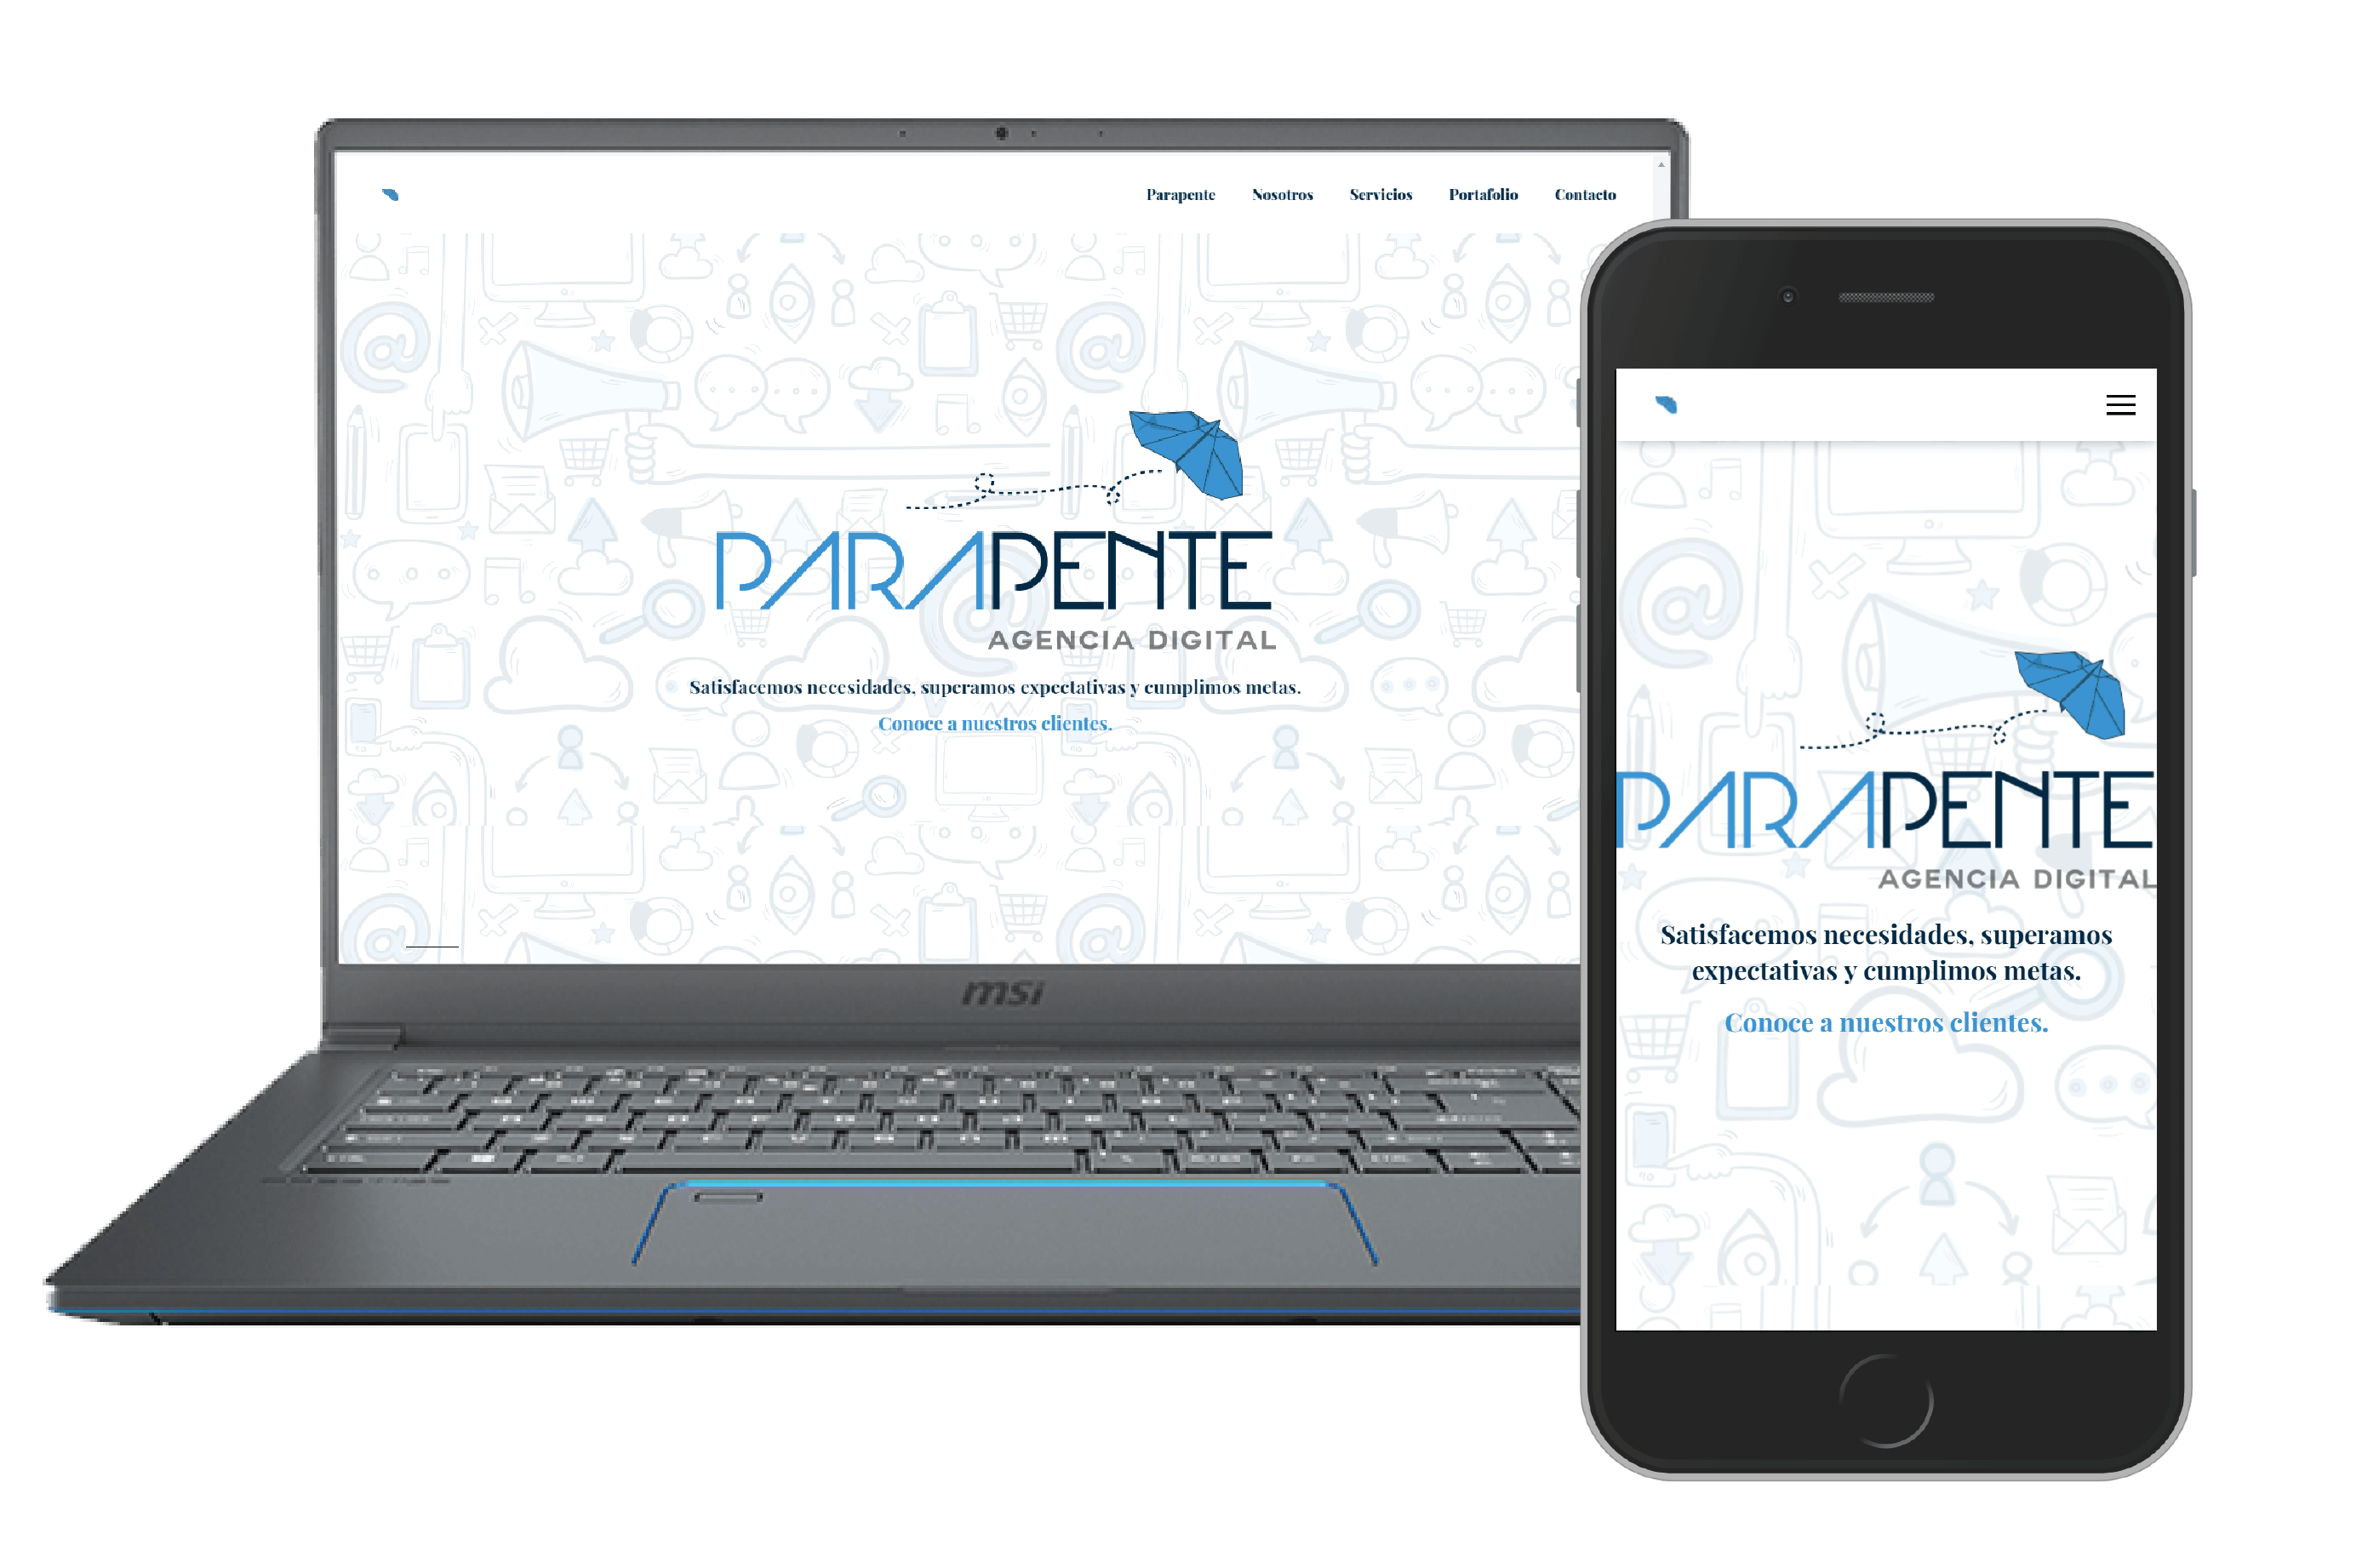 Parapente Nosotros Servicios Portafolio Contacto
PARAPENTE
AGENCIA DIGITAL
Satisfacemos necesidades, superamos expectativas y cumplimos metas.
Conoce a nuestros clientes.
msi
PARAPENTE
AGENCIA DIGITAL
Satisfacemos necesidades, superamos
expectativas y cumplimos metas.
Conoce a nuestros clientes.